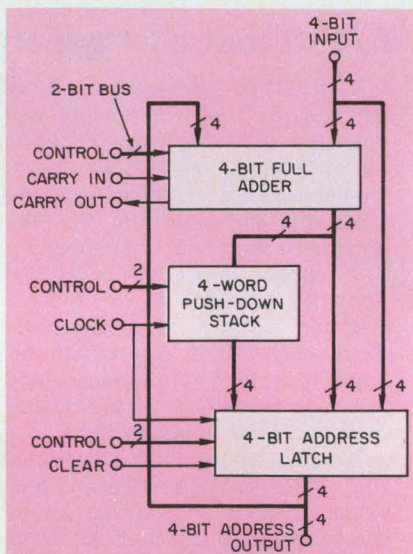 4-BIT
INPUT
4
2-BIT BUS
4
4
CONTROL
CARRY IN
CARRY OUT
4-BIT FULL
ADDER
4
4
CONTROL
2
4-WORD
PUSH-DOWN
STACK
CLOCK
4
4
4
CONTROL
2
CLEAR
4-BIT ADDRESS
LATCH
4
4
4-BIT ADDRESS
OUTPUT